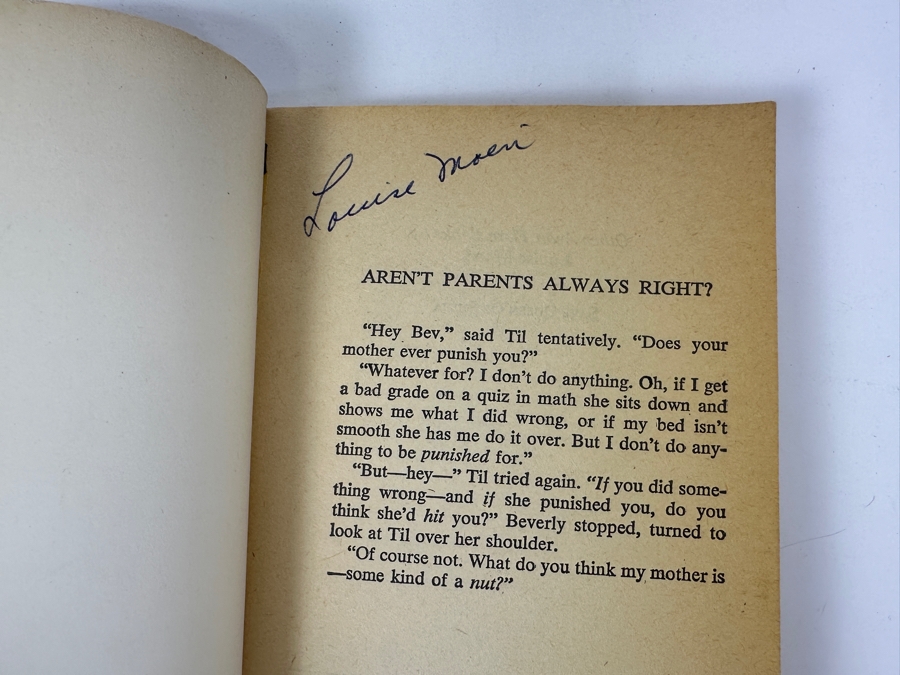 Louise Moeri
AREN'T PARENTS ALWAYS RIGHT?
"Hey Bev," said Til tentatively. "Does your
mother ever punish you?"
"Whatever for? I don't do anything. Oh, if I get
a bad grade on a quiz in math she sits down and
shows me what I did wrong, or if my bed isn't
smooth she has me do it over. But I don't do any-
thing to be punished for."
"But—hey—" Til tried again. "If you did some-
thing wrong—and if she punished you, do you
think she'd hit you?" Beverly stopped, turned to
look at Til over her shoulder.
"Of course not. What do you think my mother is
—some kind of a nut?"